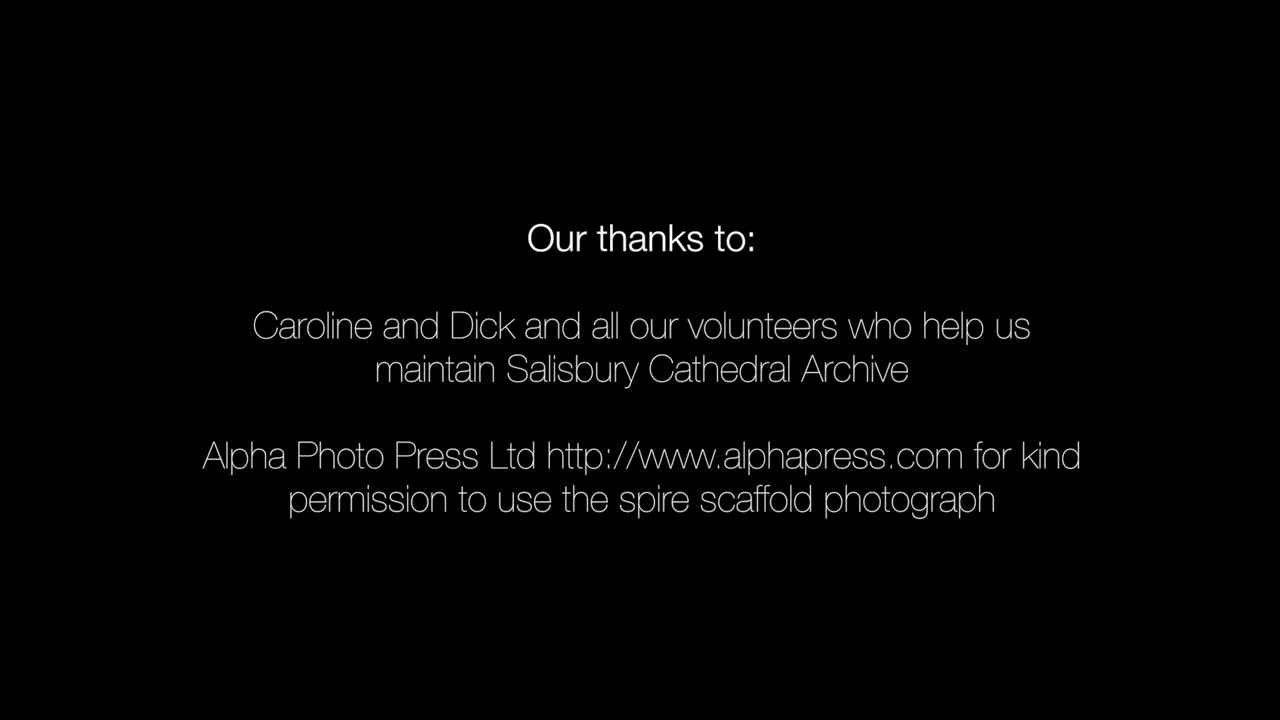 Our thanks to:
Caroline and Dick and all our volunteers who help us
maintain Salisbury Cathedral Archive
Alpha Photo Press Ltd http://www.alphapress.com for kind
permission to use the spire scaffold photograph